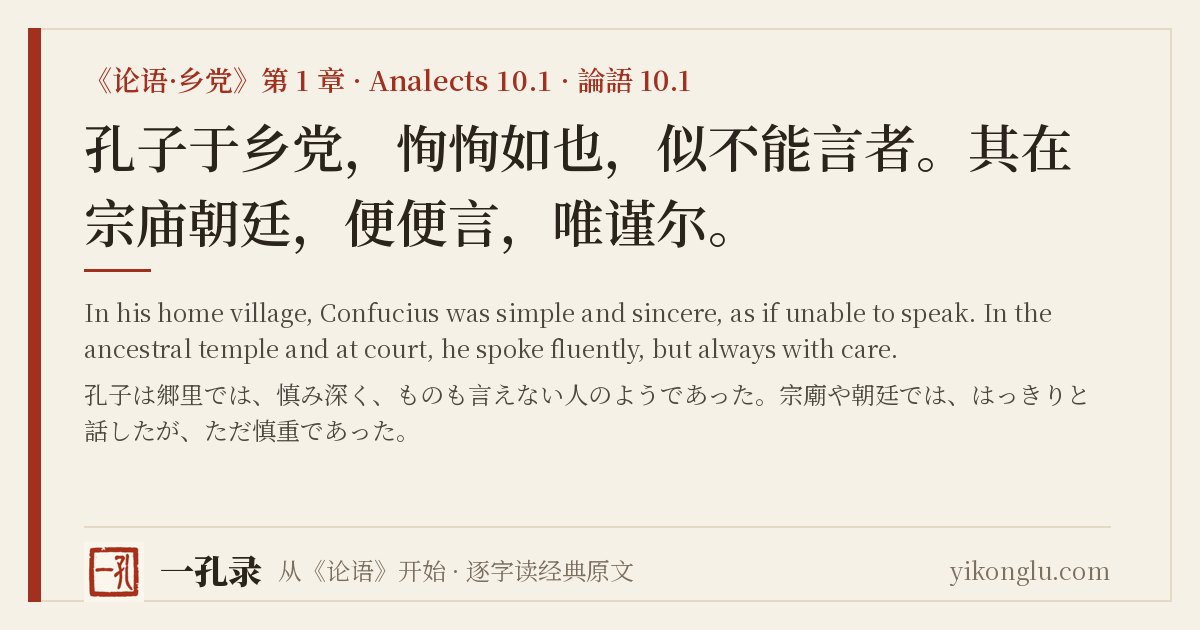 《论语·乡党》第 1 章 · Analects 10.1 · 論語 10.1
孔子于乡党，恂恂如也，似不能言者。其在
宗庙朝廷，便便言，唯谨尔。
In his home village, Confucius was simple and sincere, as if unable to speak. In the
ancestral temple and at court, he spoke fluently, but always with care.
孔子は郷里では、慎み深く、ものも言えない人のようであった。宗廟や朝廷では、はっきりと
話したが、ただ慎重であった。
一孔
一孔录 从《论语》开始 · 逐字读经典原文 yikonglu.com